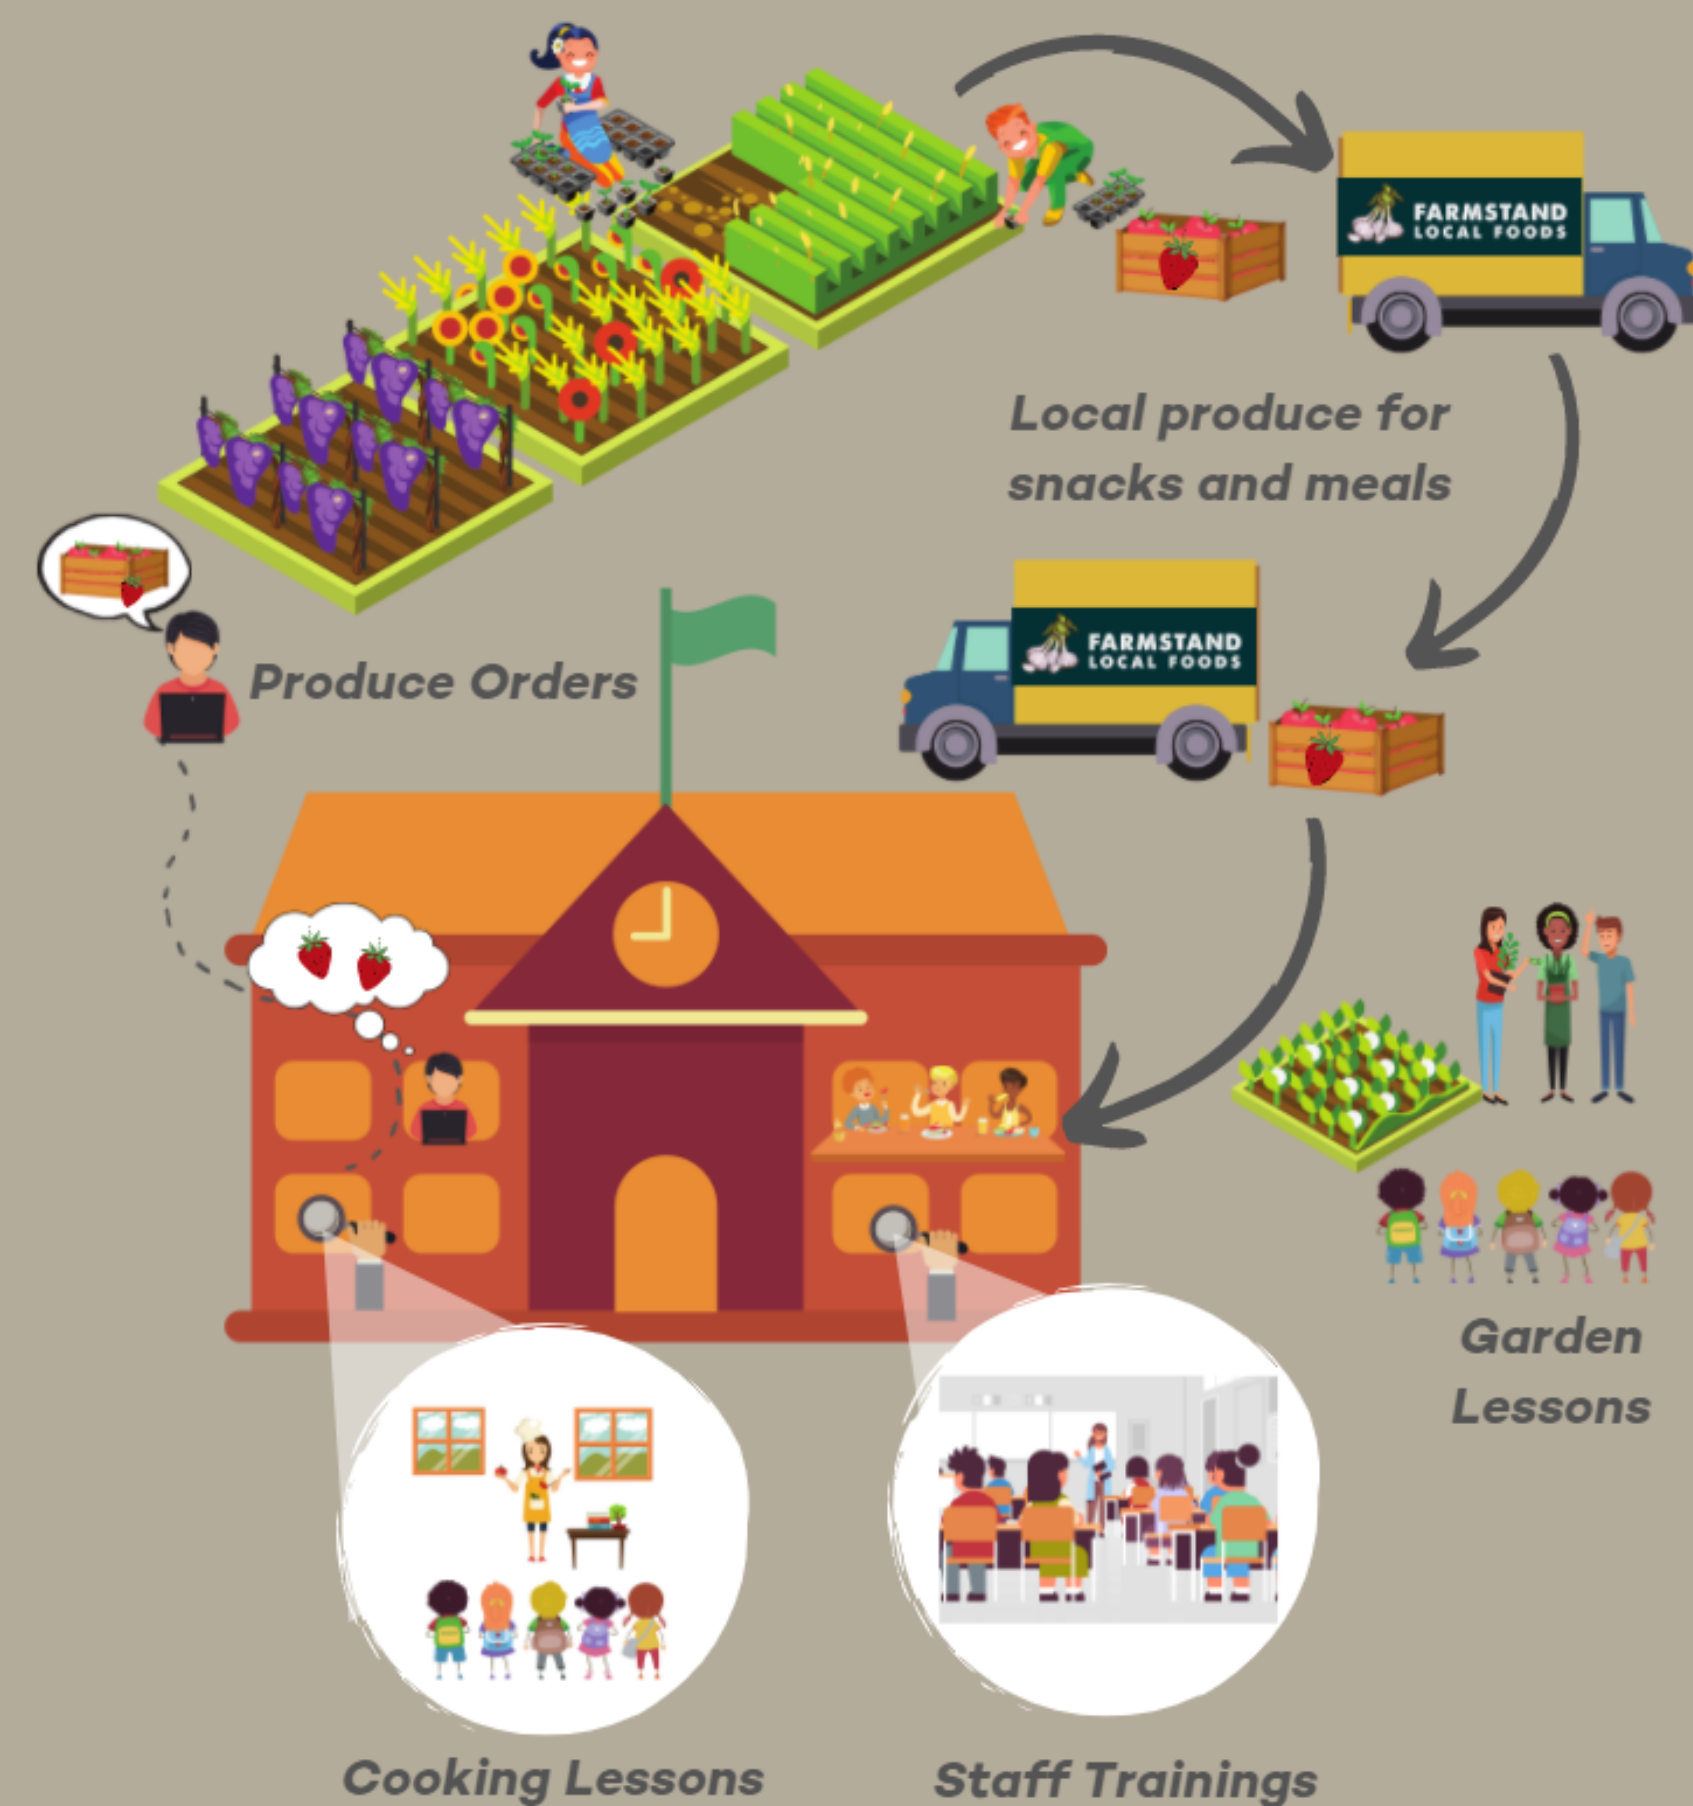 FARMSTAND
LOCAL FOODS
Local produce for
snacks and meals
FARMSTAND
LOCAL FOODS
Produce Orders
Garden
Lessons
Cooking Lessons
Staff Trainings